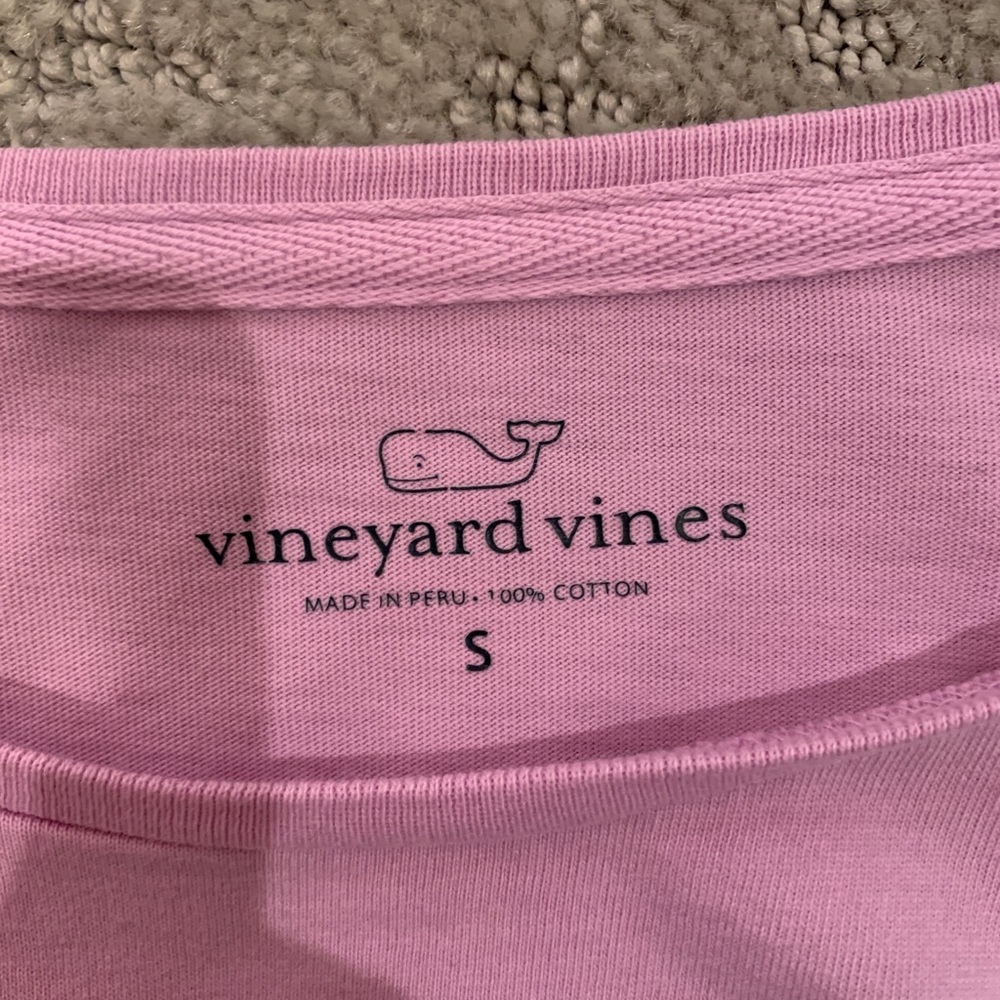 vineyard vines
MADE IN PERU • 100% COTTON
S